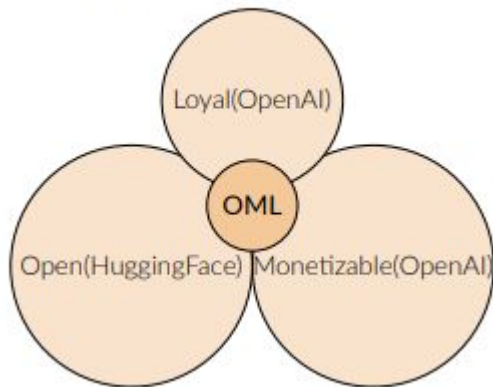 Loyal(OpenAI)
OML
Open(HuggingFace)
Monetizable(OpenAI)